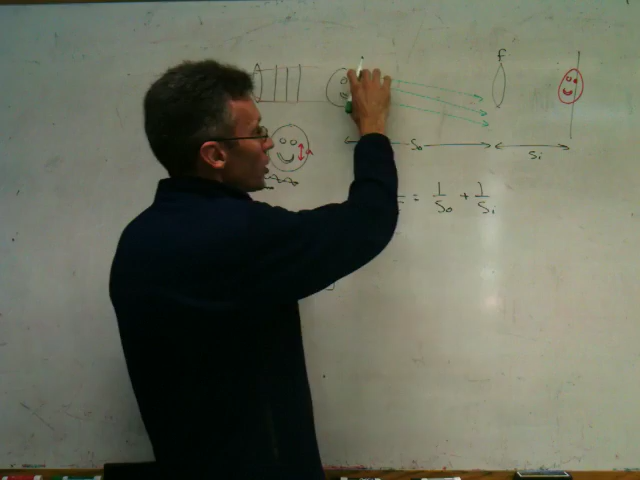 f
So
Si
= 1/So + 1/Si